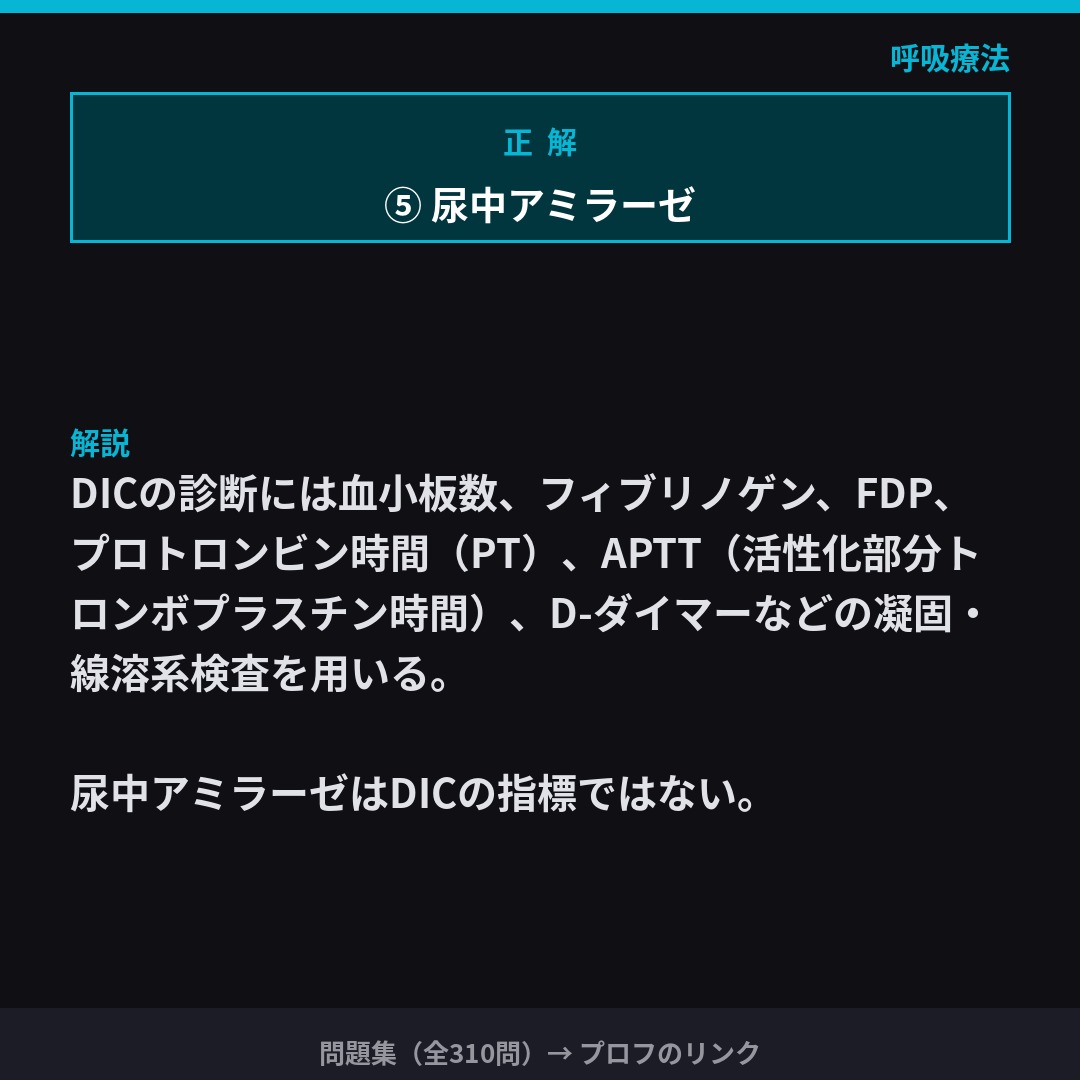 呼吸療法
正 解
⑤ 尿中アミラーゼ
解説
DICの診断には血小板数、フィブリノゲン、FDP、
プロトロンビン時間（PT）、APTT（活性化部分ト
ロンボプラスチン時間）、D-ダイマーなどの凝固・
線溶系検査を用いる。
尿中アミラーゼはDICの指標ではない。
問題集（全310問）→ プロフのリンク